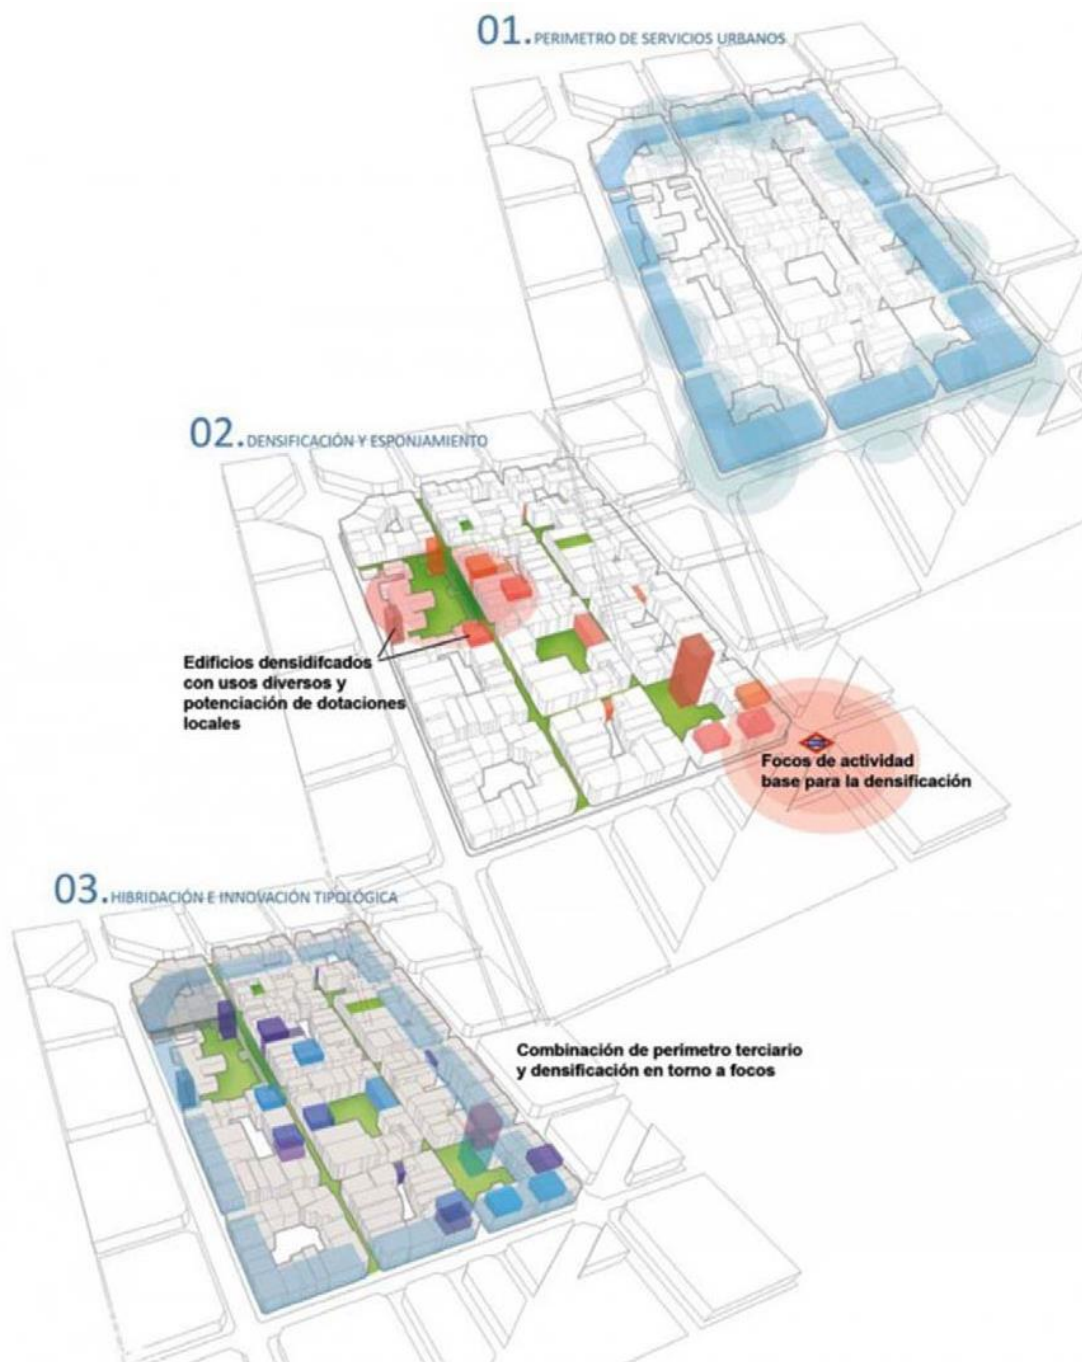 01. PERIMETRO DE SERVICIOS URBANOS
02. DENSIFICACIÓN Y ESPONJAMIENTO
Edificios densidifcados
con usos diversos y
potenciación de dotaciones
locales
Focos de actividad
base para la densificación
03. HIBRIDACIÓN E INNOVACIÓN TIPOLÓGICA
Combinación de perimetro terciario
y densificación en torno a focos